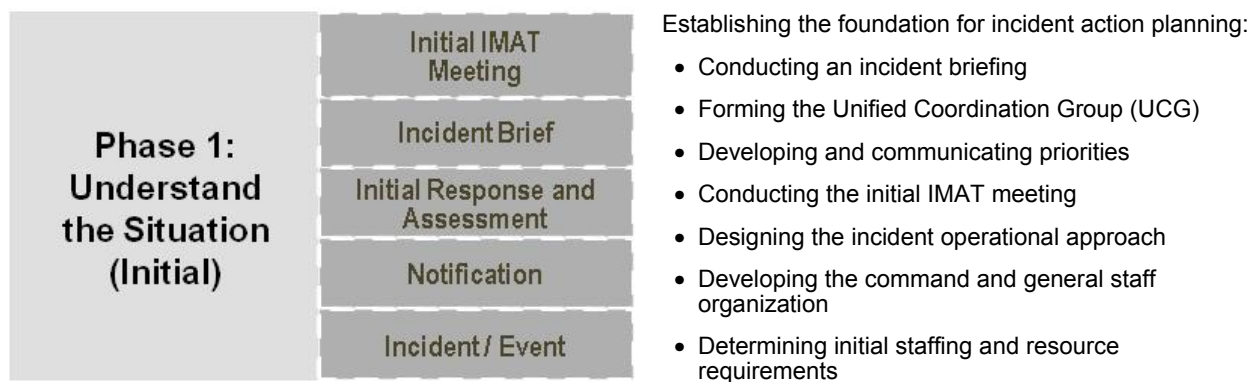 Phase 1:
Understand
the Situation
(Initial)
Initial IMAT
Meeting
Incident Brief
Initial Response and
Assessment
Notification
Incident / Event
Establishing the foundation for incident action planning:
• Conducting an incident briefing
• Forming the Unified Coordination Group (UCG)
• Developing and communicating priorities
• Conducting the initial IMAT meeting
• Designing the incident operational approach
• Developing the command and general staff
organization
• Determining initial staffing and resource
requirements